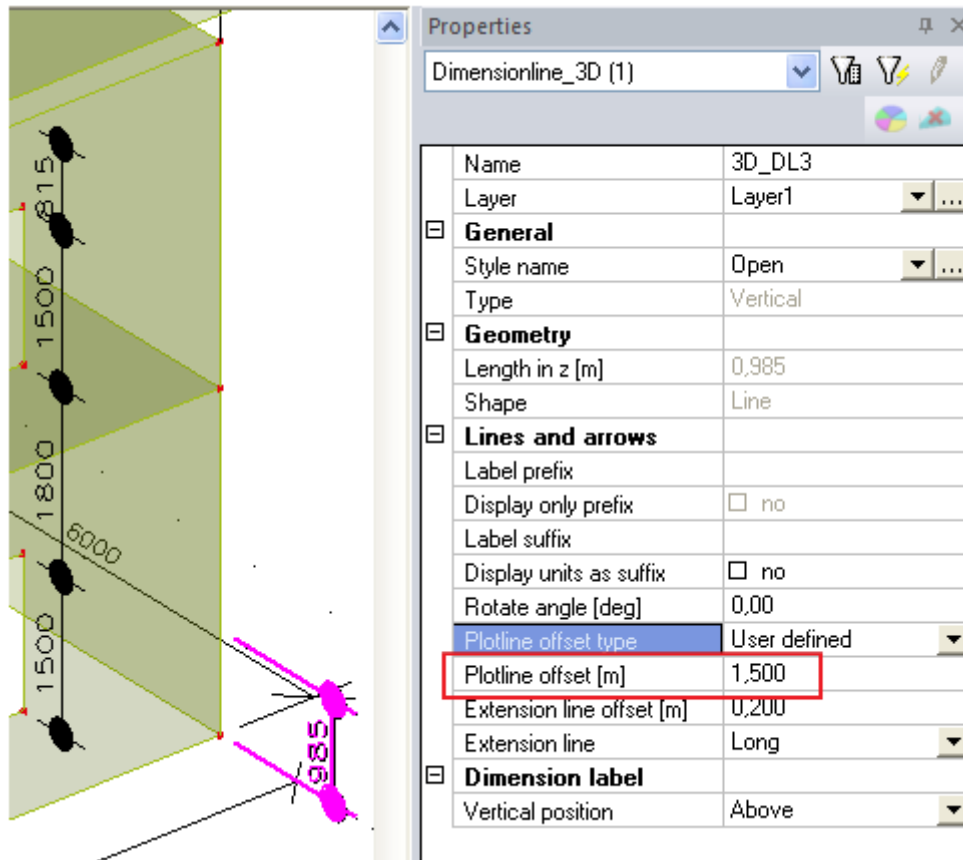 815
1500
1800
6000
1500
985
Properties
Dimensionline_3D (1)
Name 3D_DL3
Layer Layer1 ...
General
Style name Open ...
Type Vertical
Geometry
Length in z [m] 0,985
Shape Line
Lines and arrows
Label prefix
Display only prefix no
Label suffix
Display units as suffix no
Rotate angle [deg] 0,00
Plotline offset type User defined
Plotline offset [m] 1,500
Extension line offset [m] 0,200
Extension line Long
Dimension label
Vertical position Above